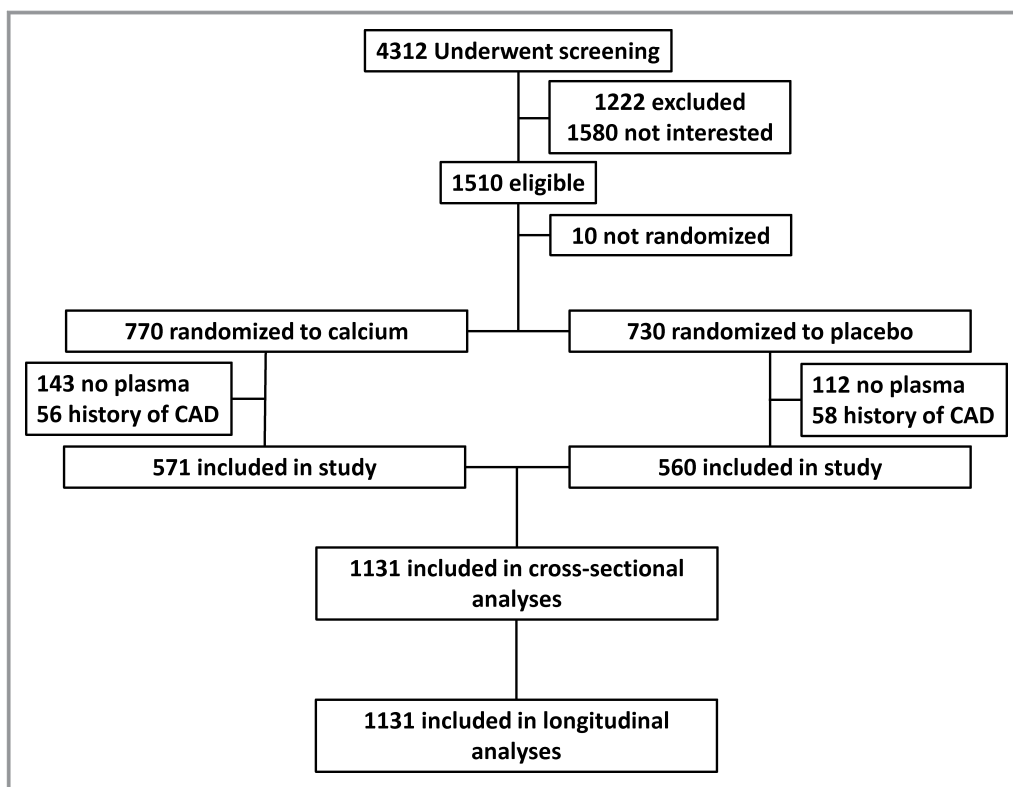 4312 Underwent screening
1222 excluded
1580 not interested
1510 eligible
10 not randomized
770 randomized to calcium
730 randomized to placebo
143 no plasma
56 history of CAD
112 no plasma
58 history of CAD
571 included in study
560 included in study
1131 included in cross-sectional
analyses
1131 included in longitudinal
analyses